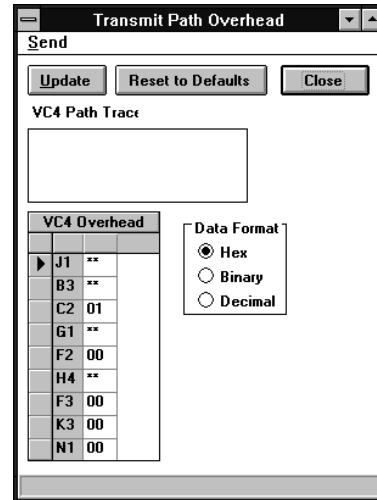 Transmit Path Overhead
Send
Update Reset to Defaults Close
VC4 Path Trace
VC4 Overhead
Data Format
Hex
Binary
Decimal
J1 **
B3 **
C2 01
G1 **
F2 00
H4 **
F3 00
K3 00
N1 00